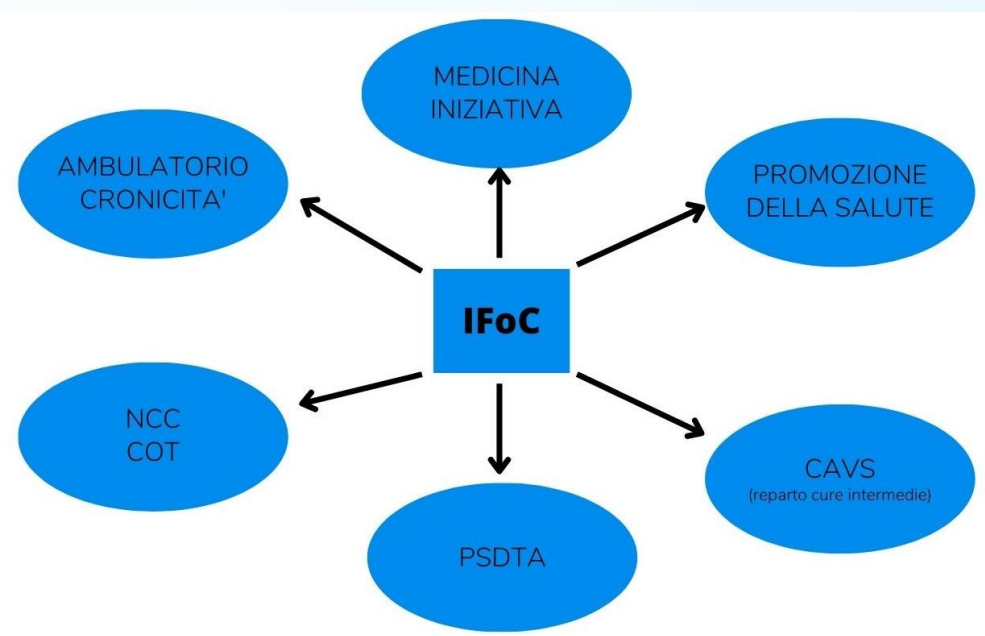 MEDICINA
INIZIATIVA
AMBULATORIO
CRONICITA'
PROMOZIONE
DELLA SALUTE
IFoC
NCC
COT
CAVS
(reparto cure intermedie)
PSDTA